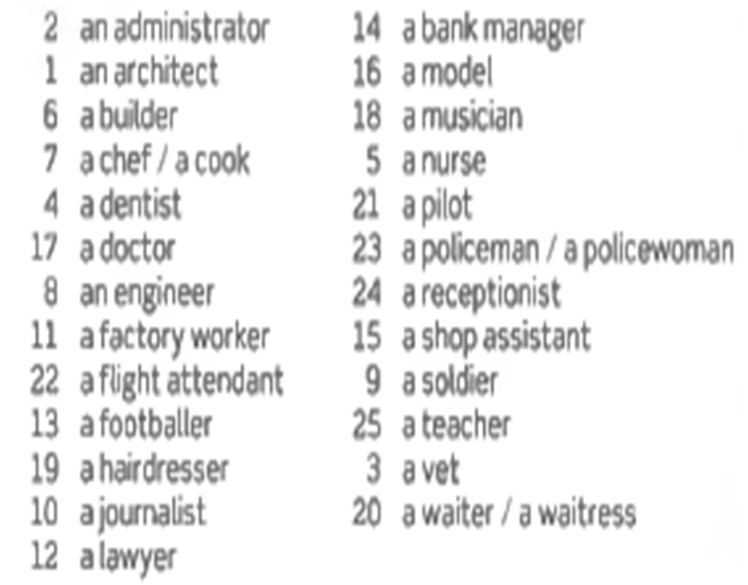 2 an administrator
1 an architect
6 a builder
7 a chef / a cook
4 a dentist
17 a doctor
8 an engineer
11 a factory worker
22 a flight attendant
13 a footballer
19 a hairdresser
10 a journalist
12 a lawyer
14 a bank manager
16 a model
18 a musician
5 a nurse
21 a pilot
23 a policeman / a policewoman
24 a receptionist
15 a shop assistant
9 a soldier
25 a teacher
3 a vet
20 a waiter / a waitress